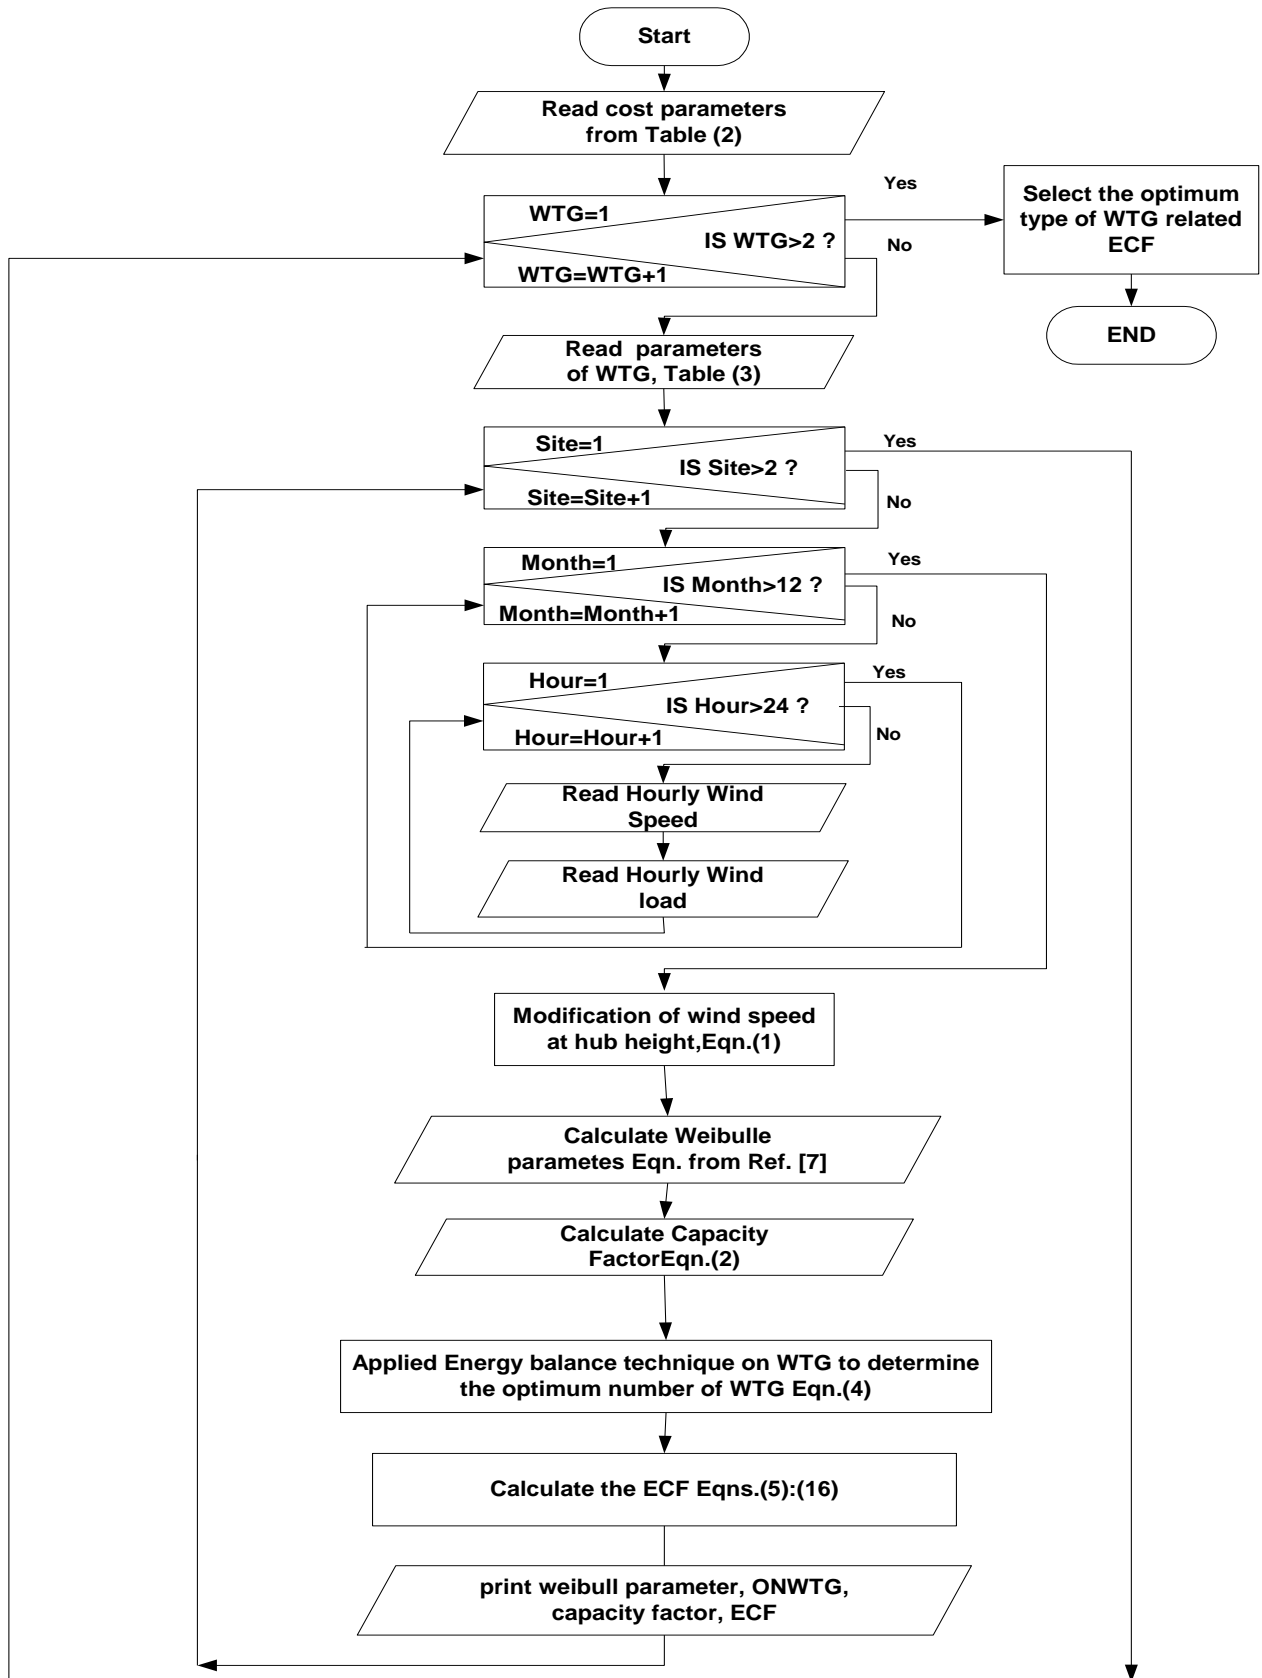 Start
Read cost parameters
from Table (2)
WTG=1
IS WTG>2 ?
WTG=WTG+1
Yes
No
Select the optimum
type of WTG related
ECF
END
Read parameters
of WTG, Table (3)
Site=1
IS Site>2 ?
Site=Site+1
Yes
No
Month=1
IS Month>12 ?
Month=Month+1
Yes
No
Hour=1
IS Hour>24 ?
Hour=Hour+1
Yes
No
Read Hourly Wind
Speed
Read Hourly Wind
load
Modification of wind speed
at hub height,Eqn.(1)
Calculate Weibulle
parametes Eqn. from Ref. [7]
Calculate Capacity
FactorEqn.(2)
Applied Energy balance technique on WTG to determine
the optimum number of WTG Eqn.(4)
Calculate the ECF Eqns.(5):(16)
print weibull parameter, ONWTG,
capacity factor, ECF